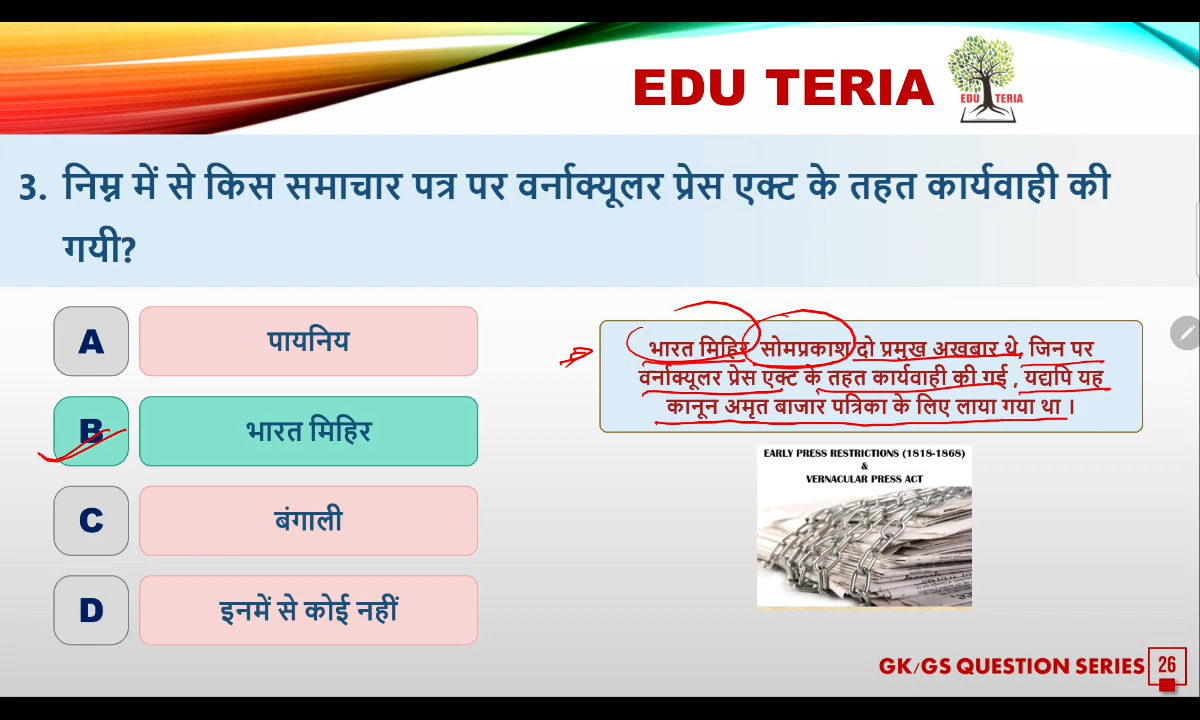 EDU TERIA
EDU TERIA
3. निम्न में से किस समाचार पत्र पर वर्नाक्यूलर प्रेस एक्ट के तहत कार्यवाही की
गयी?
A पायनिय
B भारत मिहिर
C बंगाली
D इनमें से कोई नहीं
भारत मिहिर सोमप्रकाश दो प्रमुख अखबार थे, जिन पर
वर्नाक्यूलर प्रेस एक्ट के तहत कार्यवाही की गई , यद्यपि यह
कानून अमृत बाजार पत्रिका के लिए लाया गया था ।
EARLY PRESS RESTRICTIONS (1818-1868)
&
VERNACULAR PRESS ACT
GK/GS QUESTION SERIES 26